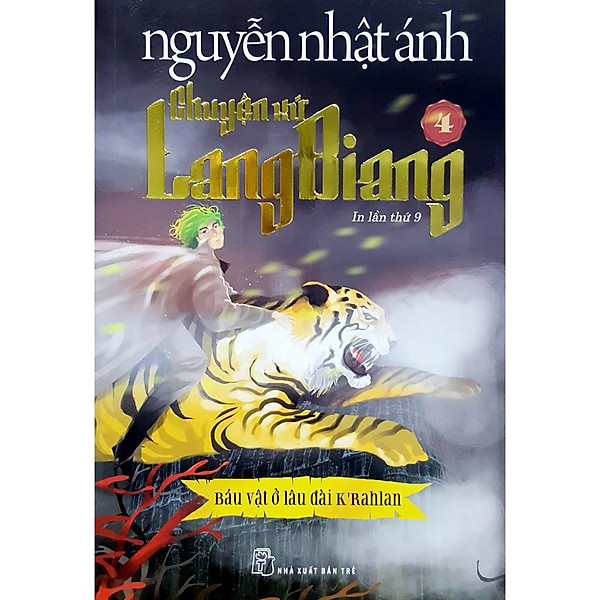 nguyễn nhật ánh
Chuyện xứ
Lang Biang
4
In lần thứ 9
Báu vật ở lâu đài K'Rahlan
NHÀ XUẤT BẢN TRẺ